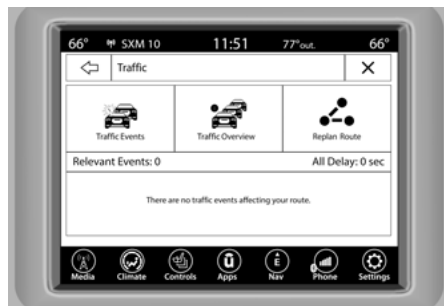 66° SXM 10 11:51 77°out. 66°
Traffic X
Traffic Events Traffic Overview Replan Route
Relevant Events: 0 All Delay: 0 sec
There are no traffic events affecting your route.
A ū E
Media Climate Controls Apps Nav Phone Settings